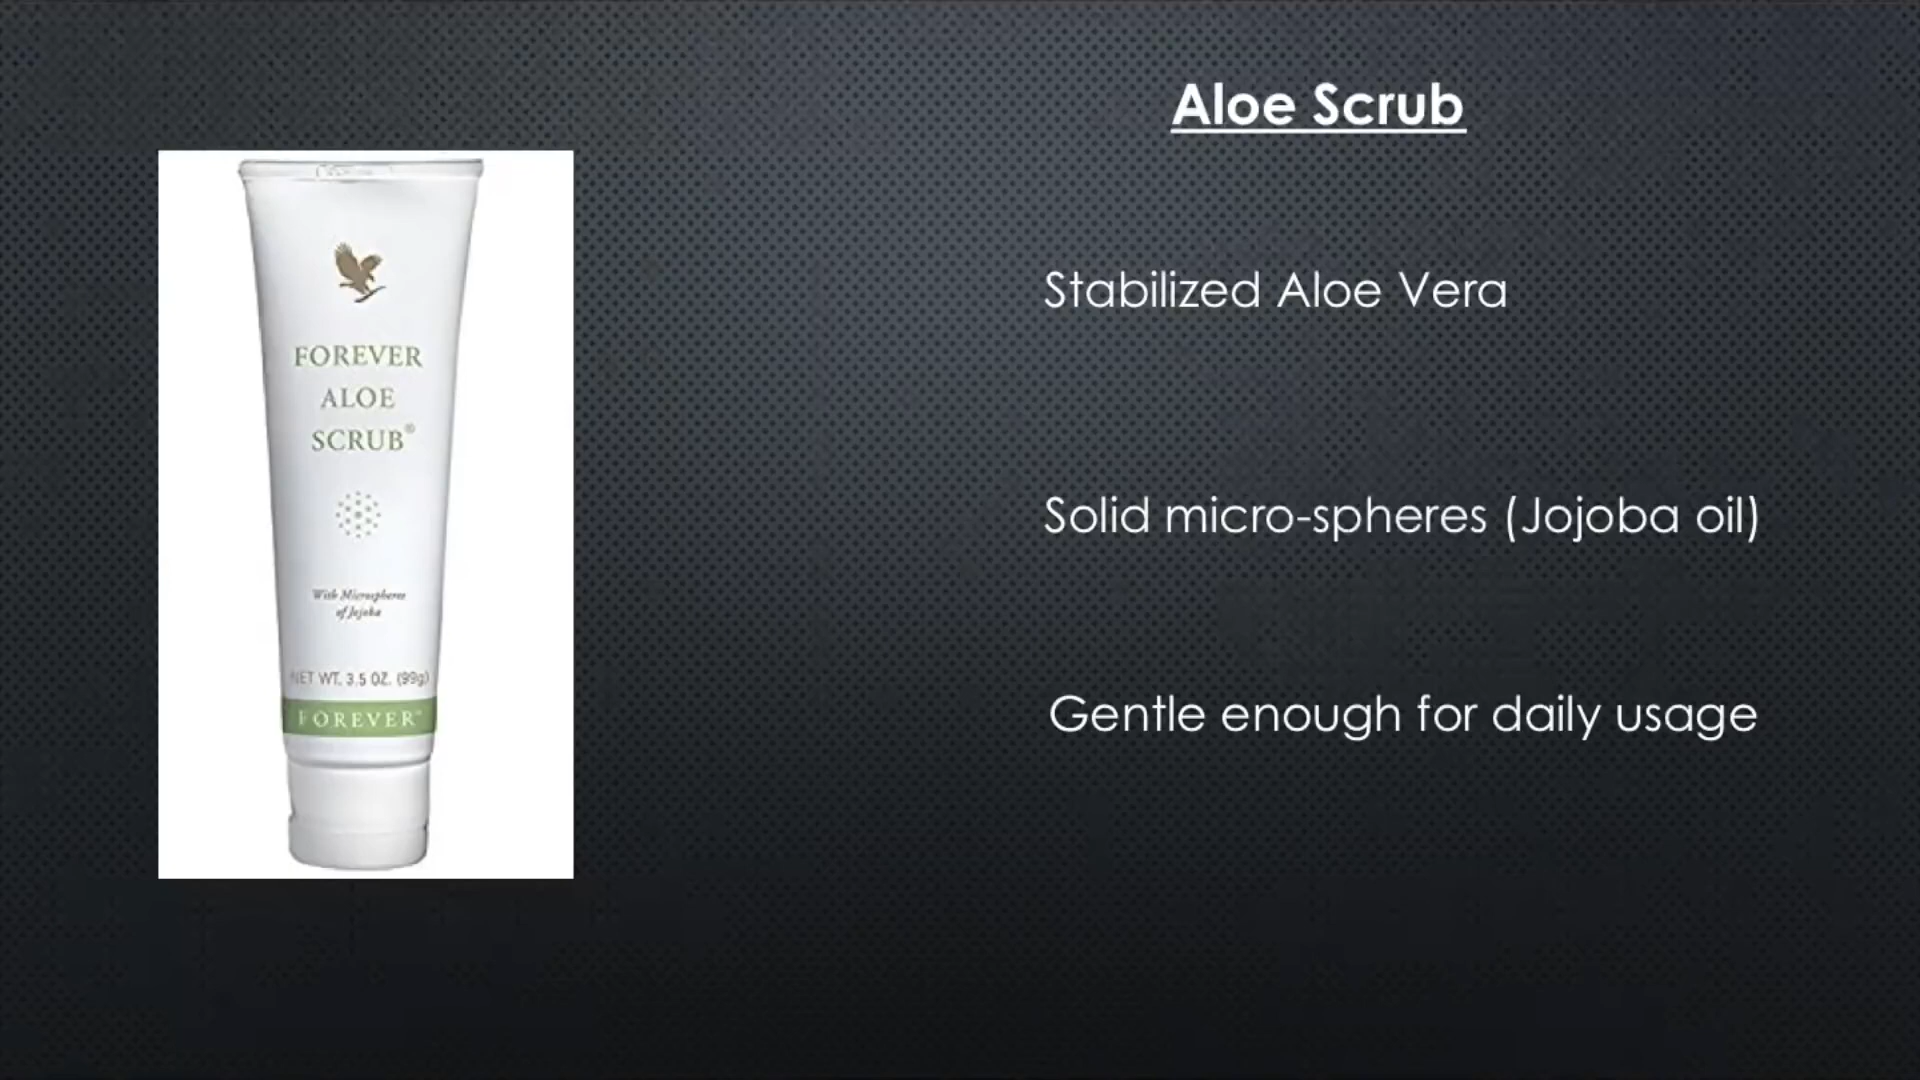 Aloe Scrub
FOREVER
ALOE
SCRUB®
With Microspheres
of Jojoba
NET WT. 3.5 OZ. (99g)
FOREVER™
Stabilized Aloe Vera
Solid micro-spheres (Jojoba oil)
Gentle enough for daily usage